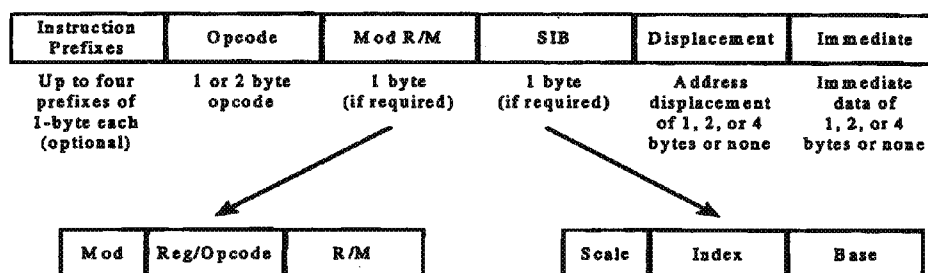 Instruction Prefixes
Opcode
Mod R/M
SIB
Displacement
Immediate
Up to four
prefixes of
1-byte each
(optional)
1 or 2 byte
opcode
1 byte
(if required)
1 byte
(if required)
Address
displacement
of 1, 2, or 4
bytes or none
Immediate
data of
1, 2, or 4
bytes or none
Mod
Reg/Opcode
R/M
Scale
Index
Base